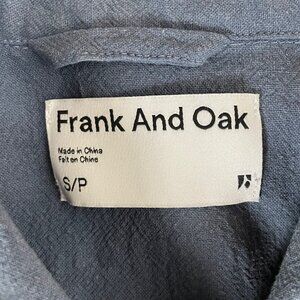 Frank And Oak
Made in China
Fait en Chine
S/P